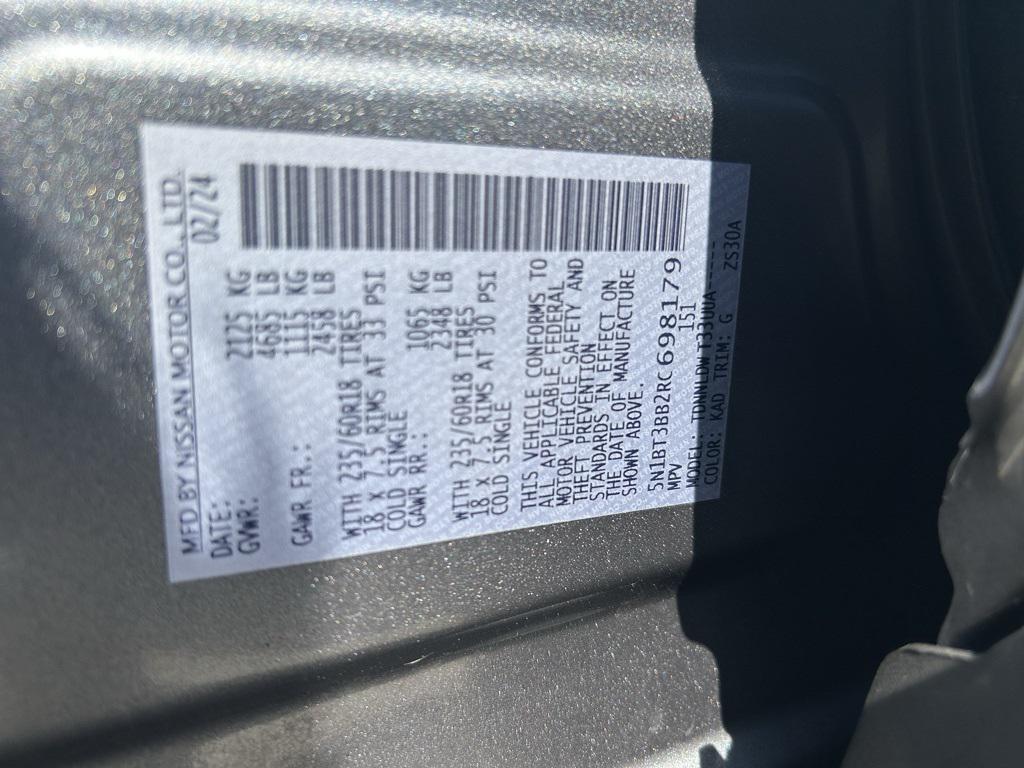 MFD BY NISSAN MOTOR CO., LTD.
DATE: 02/24
GVWR: 2125 KG
4685 LB
GAWR FR.: 1115 KG
2458 LB
WITH 235/60R18 TIRES
18 x 7.5 RIMS AT 33 PSI
COLD SINGLE
GAWR RR.: 1065 KG
2348 LB
WITH 235/60R18 TIRES
18 x 7.5 RIMS AT 30 PSI
COLD SINGLE
THIS VEHICLE CONFORMS TO
ALL APPLICABLE FEDERAL
MOTOR VEHICLE SAFETY AND
THEFT PREVENTION
STANDARDS IN EFFECT ON
THE DATE OF MANUFACTURE
SHOWN ABOVE.
5N1BT3BB2RC698179
MPV 151
MODEL: TDNNLDW T33UUA-----
COLOR: KAD TRIM: G ZS30A